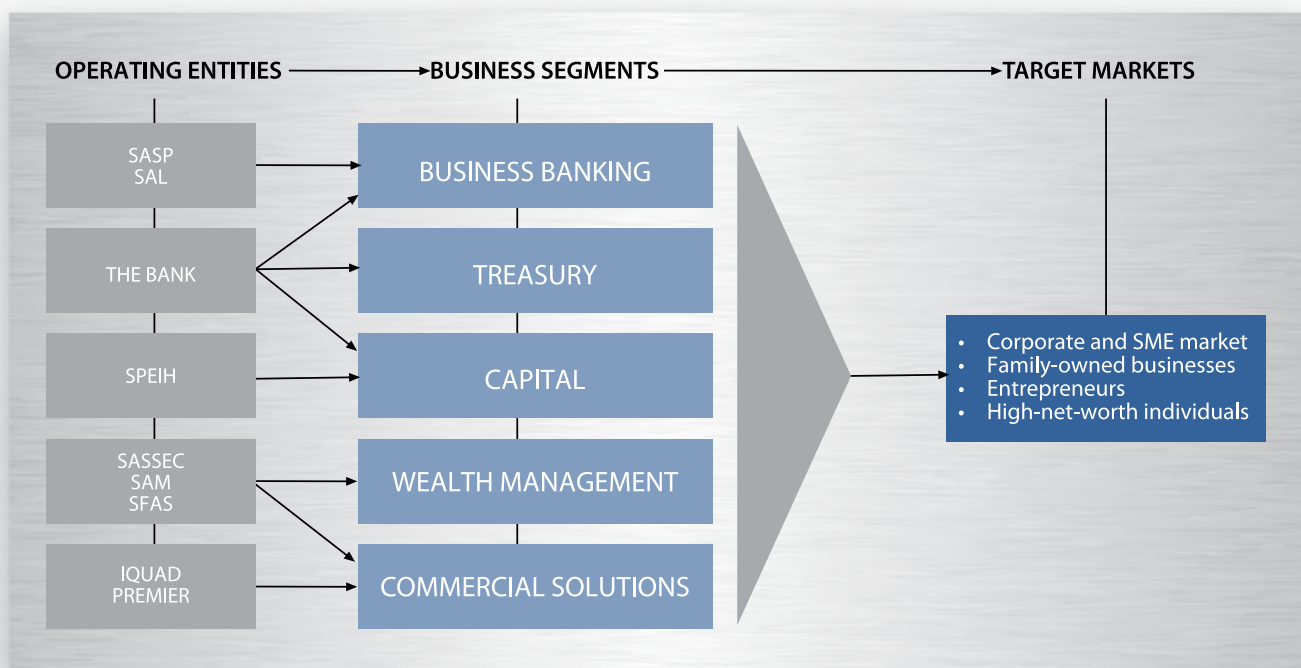 OPERATING ENTITIES
BUSINESS SEGMENTS
TARGET MARKETS
SASP
SAL
BUSINESS BANKING
THE BANK
TREASURY
SPEIH
CAPITAL
SASSEC
SAM
SFAS
WEALTH MANAGEMENT
IQUAD
PREMIER
COMMERCIAL SOLUTIONS
• Corporate and SME market
• Family-owned businesses
• Entrepreneurs
• High-net-worth individuals